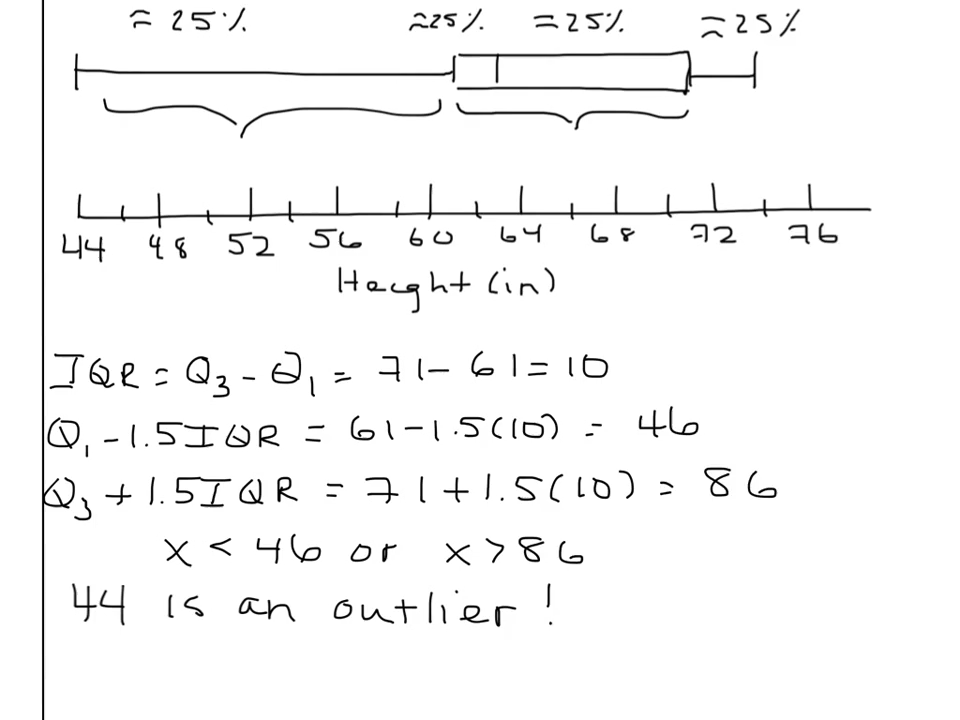 ≈ 25% ≈25% ≈25% ≈25%
44 48 52 56 60 64 68 72 76
Height (in)
IQR = Q3 - Q1 = 71 - 61 = 10
Q1 - 1.5IQR = 61 - 1.5(10) = 46
Q3 + 1.5IQR = 71 + 1.5(10) = 86
x < 46 or x > 86
44 is an outlier!